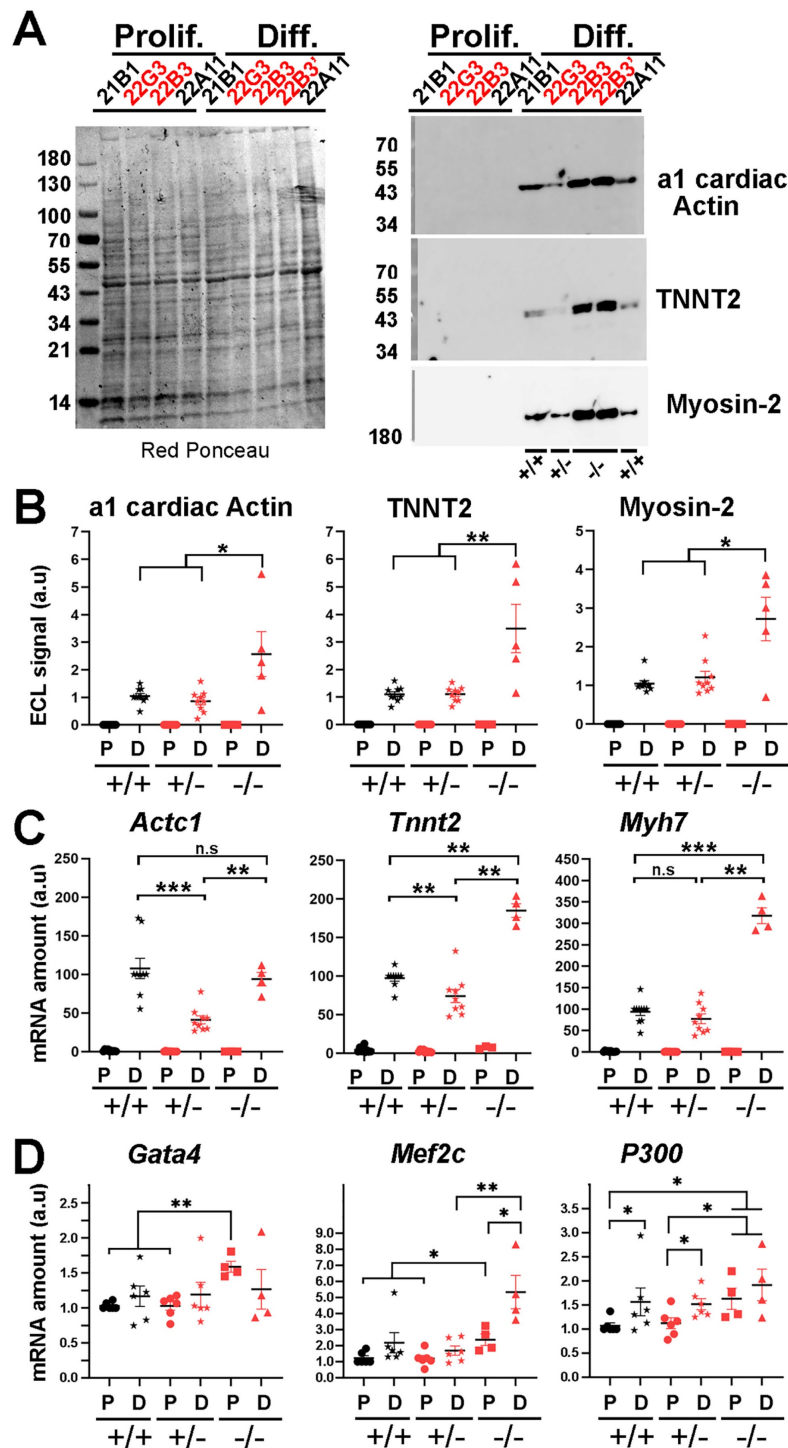 A
Prolif. Diff. Prolif. Diff.
21B1 22G3 22B3 22A11 21B1 22G3 22B3 22B3' 22A11
21B1 22G3 22B3 22A11 21B1 22G3 22B3 22B3' 22A11
180
130
100
70
55
43
34
21
14
Red Ponceau
70
55
43
34
a1 cardiac
Actin
70
55
43
34
TNNT2
180
Myosin-2
+/+ +/- -/- +/+
B
a1 cardiac Actin TNNT2 Myosin-2
ECL signal (a.u)
7
6
5
4
3
2
1
0
*
P D P D P D
+/+ +/- -/-
7
6
5
4
3
2
1
0
**
P D P D P D
+/+ +/- -/-
5
4
3
2
1
0
*
P D P D P D
+/+ +/- -/-
C
Actc1 Tnnt2 Myh7
mRNA amount (a.u)
250
200
150
100
50
0
n.s
*** **
P D P D P D
+/+ +/- -/-
250
200
150
100
50
0
**
** **
P D P D P D
+/+ +/- -/-
450
400
350
300
250
200
150
100
50
0
***
n.s **
P D P D P D
+/+ +/- -/-
D
Gata4 Mef2c P300
mRNA amount (a.u)
2.5
2.0
1.5
1.0
0.5
0.0
**
P D P D P D
+/+ +/- -/-
9.0
8.0
7.0
6.0
5.0
4.0
3.0
2.0
1.0
0.0
**
*
*
P D P D P D
+/+ +/- -/-
3.5
3.0
2.5
2.0
1.5
1.0
0.5
0.0
*
* *
*
P D P D P D
+/+ +/- -/-